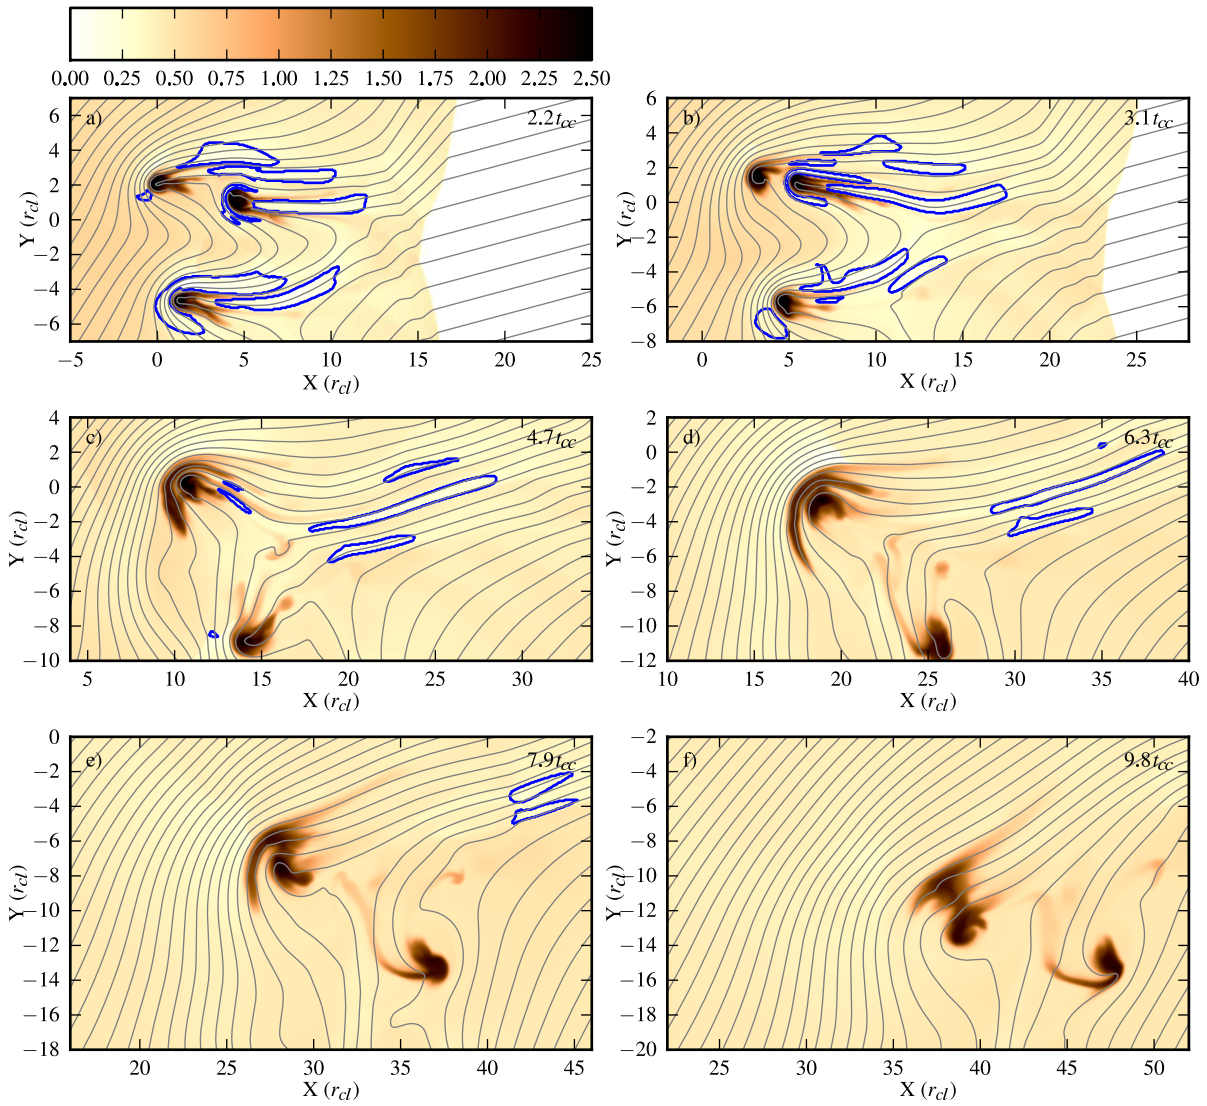 0.00 0.25 0.50 0.75 1.00 1.25 1.50 1.75 2.00 2.25 2.50
a) 2.2t_cc
6
4
2
0
−2
−4
−6
Y (r_cl)
−5 0 5 10 15 20 25
X (r_cl)
b) 3.1t_cc
6
4
2
0
−2
−4
−6
−8
Y (r_cl)
0 5 10 15 20 25
X (r_cl)
c) 4.7t_cc
4
2
0
−2
−4
−6
−8
−10
Y (r_cl)
5 10 15 20 25 30
X (r_cl)
d) 6.3t_cc
2
0
−2
−4
−6
−8
−10
−12
Y (r_cl)
10 15 20 25 30 35 40
X (r_cl)
e) 7.9t_cc
0
−2
−4
−6
−8
−10
−12
−14
−16
−18
Y (r_cl)
20 25 30 35 40 45
X (r_cl)
f) 9.8t_cc
−2
−4
−6
−8
−10
−12
−14
−16
−18
−20
Y (r_cl)
25 30 35 40 45 50
X (r_cl)